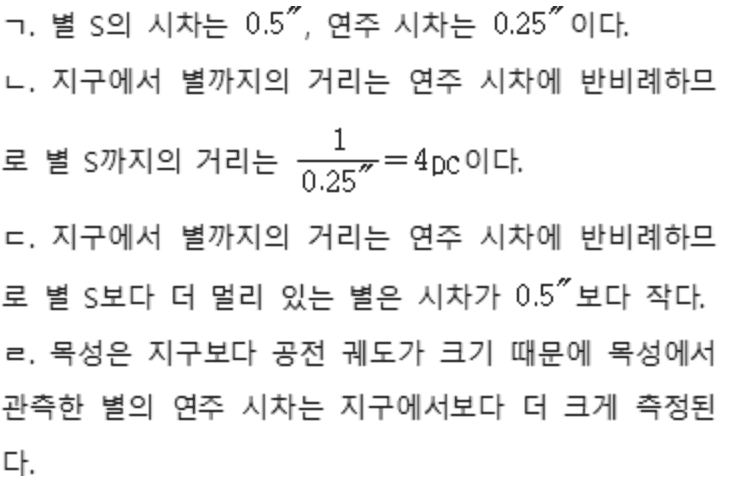 ㄱ. 별 S의 시차는 0.5″, 연주 시차는 0.25″이다.
ㄴ. 지구에서 별까지의 거리는 연주 시차에 반비례하므
로 별 S까지의 거리는 1/0.25″=4pc이다.
ㄷ. 지구에서 별까지의 거리는 연주 시차에 반비례하므
로 별 S보다 더 멀리 있는 별은 시차가 0.5″보다 작다.
ㄹ. 목성은 지구보다 공전 궤도가 크기 때문에 목성에서
관측한 별의 연주 시차는 지구에서보다 더 크게 측정된
다.